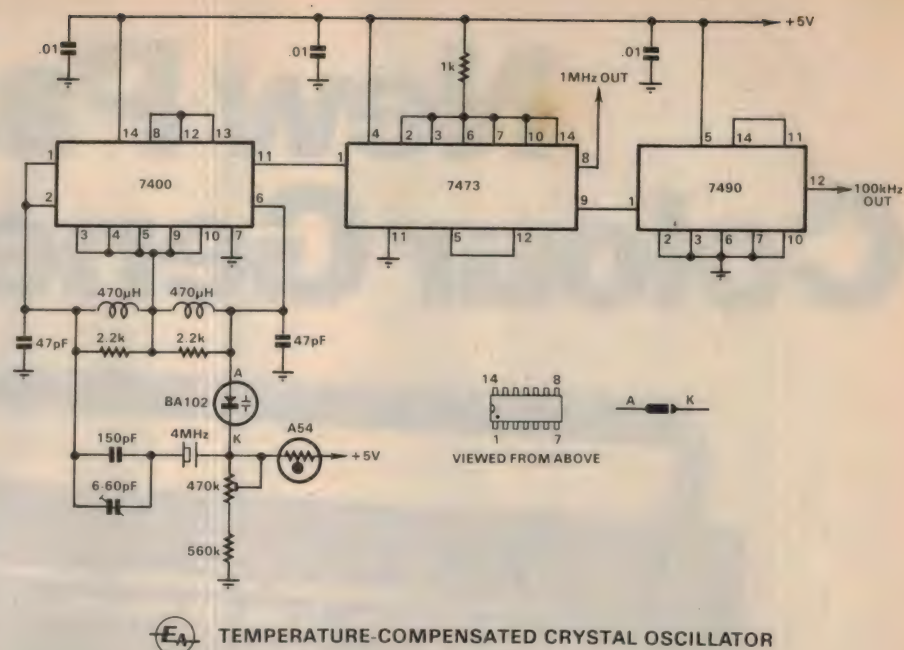 +5V
.01
.01
.01
1k
1MHz OUT
14 8 12 13
4 2 3 6 7 10 14
5 14 11
1
2
7400
11
6
1
7473
8
9
1
7490
12
100kHz
OUT
3 4 5 9 10 7
11 5 12
2 3 6 7 10
470µH 470µH
47pF
2.2k 2.2k
47pF
A
BA102
K
14 8
1 7
VIEWED FROM ABOVE
A K
150pF
4MHz
A54
+5V
6-60pF
470k
560k
EA TEMPERATURE-COMPENSATED CRYSTAL OSCILLATOR